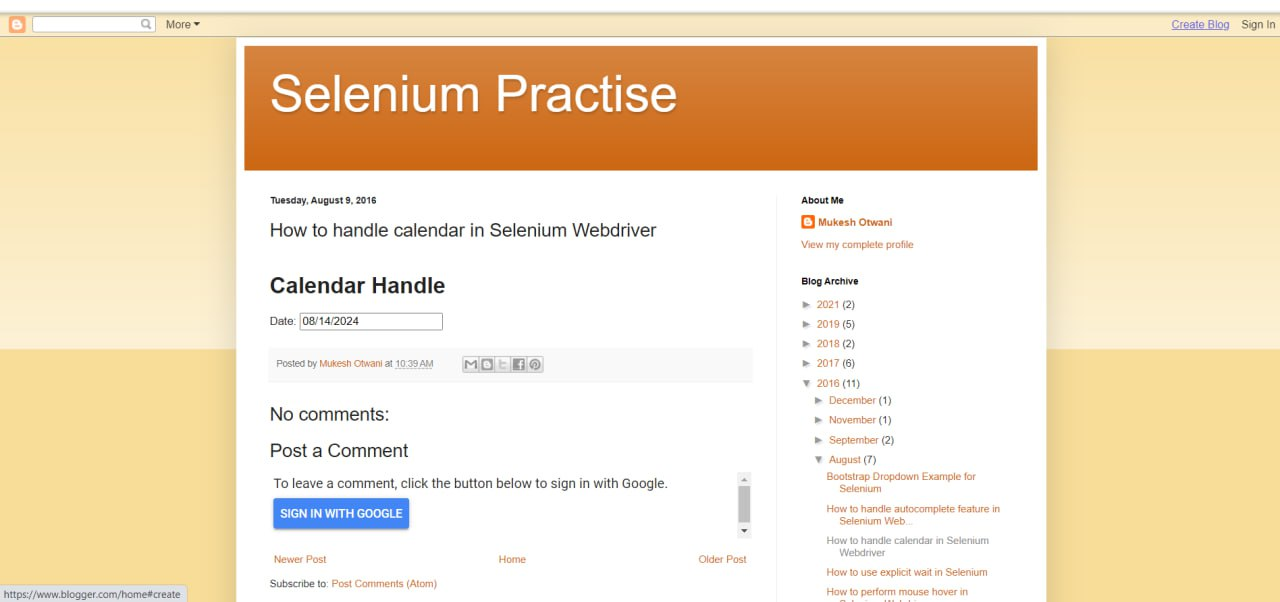 More
Create Blog Sign In
Selenium Practise
Tuesday, August 9, 2016
How to handle calendar in Selenium Webdriver
Calendar Handle
Date: 08/14/2024
Posted by Mukesh Otwani at 10:39 AM
No comments:
Post a Comment
To leave a comment, click the button below to sign in with Google.
SIGN IN WITH GOOGLE
Newer Post Home Older Post
Subscribe to: Post Comments (Atom)
About Me
Mukesh Otwani
View my complete profile
Blog Archive
► 2021 (2)
► 2019 (5)
► 2018 (2)
► 2017 (6)
▼ 2016 (11)
► December (1)
► November (1)
► September (2)
▼ August (7)
Bootstrap Dropdown Example for
Selenium
How to handle autocomplete feature in
Selenium Web...
How to handle calendar in Selenium
Webdriver
How to use explicit wait in Selenium
How to perform mouse hover in
https://www.blogger.com/home#create